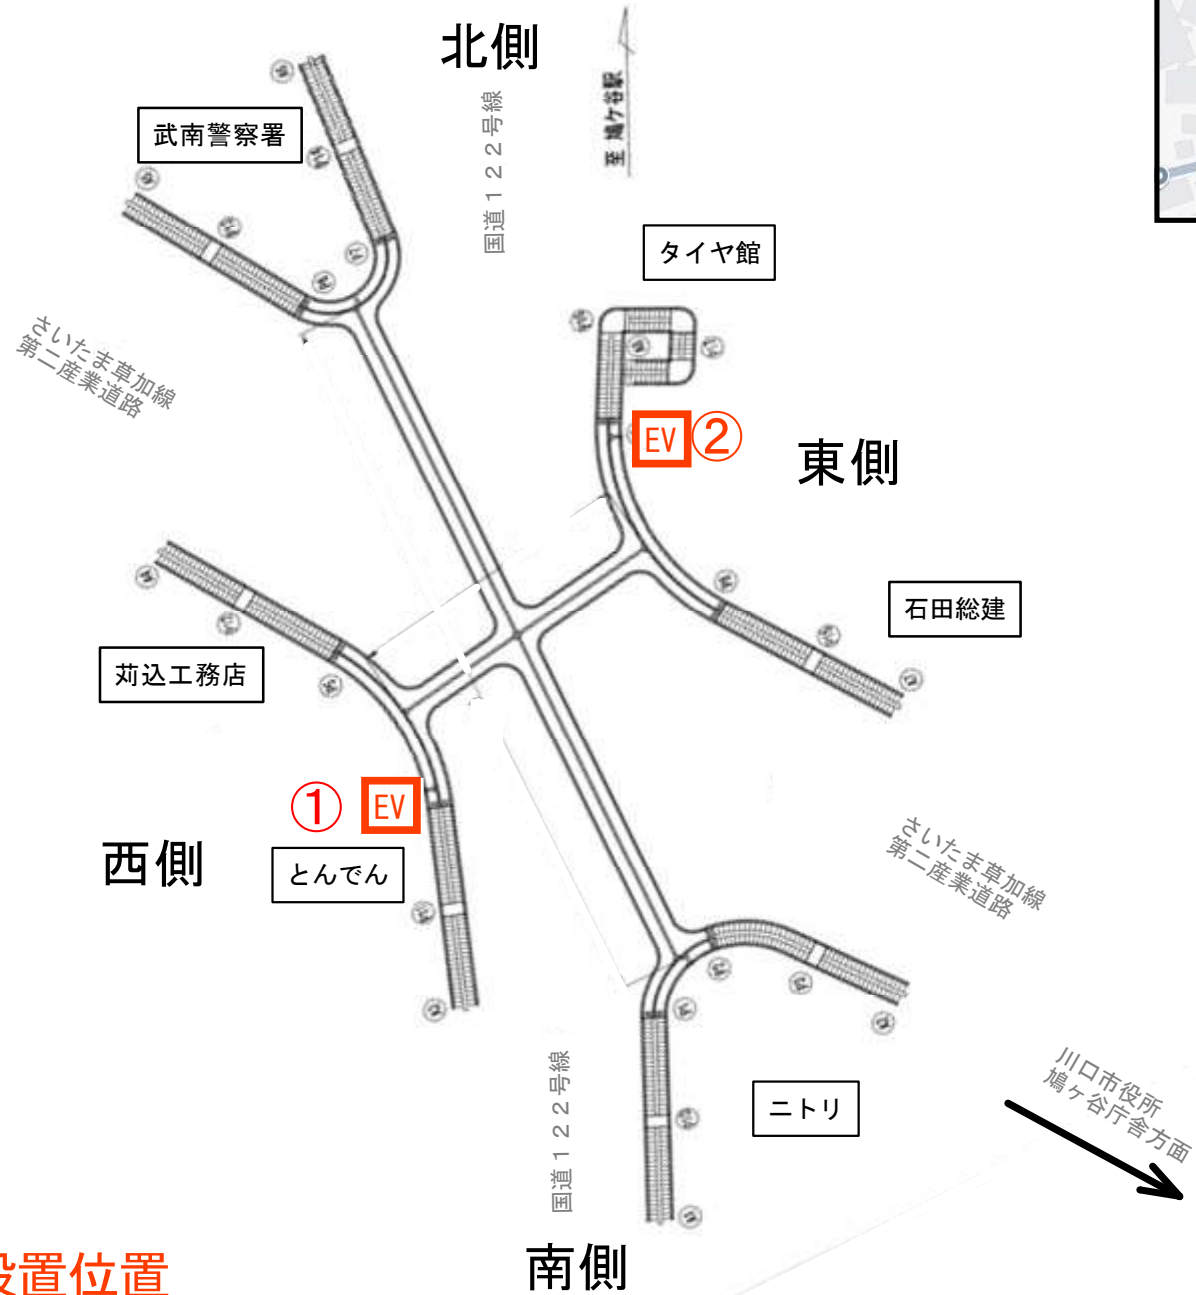 北側
至 鳩ヶ谷駅
国道122号線
武南警察署
タイヤ館
さいたま草加線
第二産業道路
EV
②
東側
石田総建
苅込工務店
①
EV
西側
とんでん
さいたま草加線
第二産業道路
川口市役所
鳩ヶ谷庁舎方面
ニトリ
国道122号線
南側
設置位置